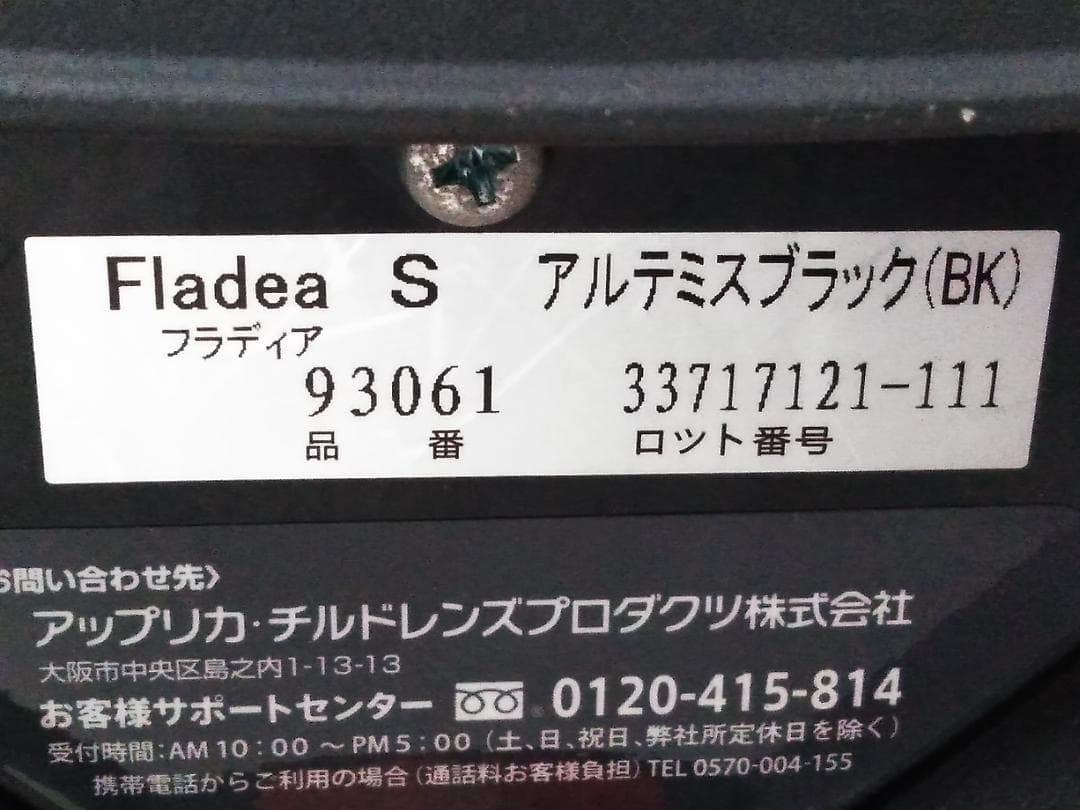 Fladea S アルテミスブラック(BK)
フラディア
93061 33717121-111
品 番 ロット番号
お問い合わせ先〉
アップリカ・チルドレンズプロダクツ株式会社
大阪市中央区島之内1-13-13
お客様サポートセンター 0120-415-814
受付時間:AM 10:00 ~ PM 5:00 (土、日、祝日、弊社所定休日を除く)
携帯電話からご利用の場合(通話料お客様負担) TEL 0570-004-155